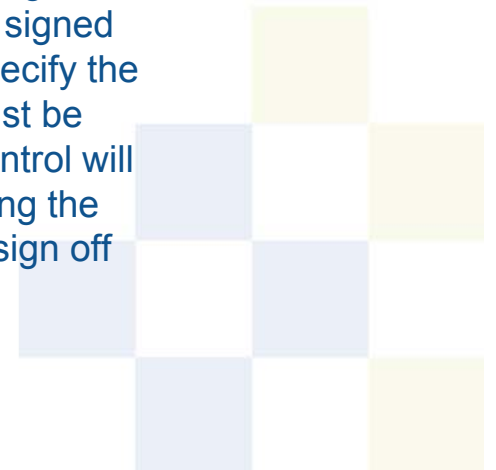 signed
ecify the
st be
ntrol will
ng the
sign off